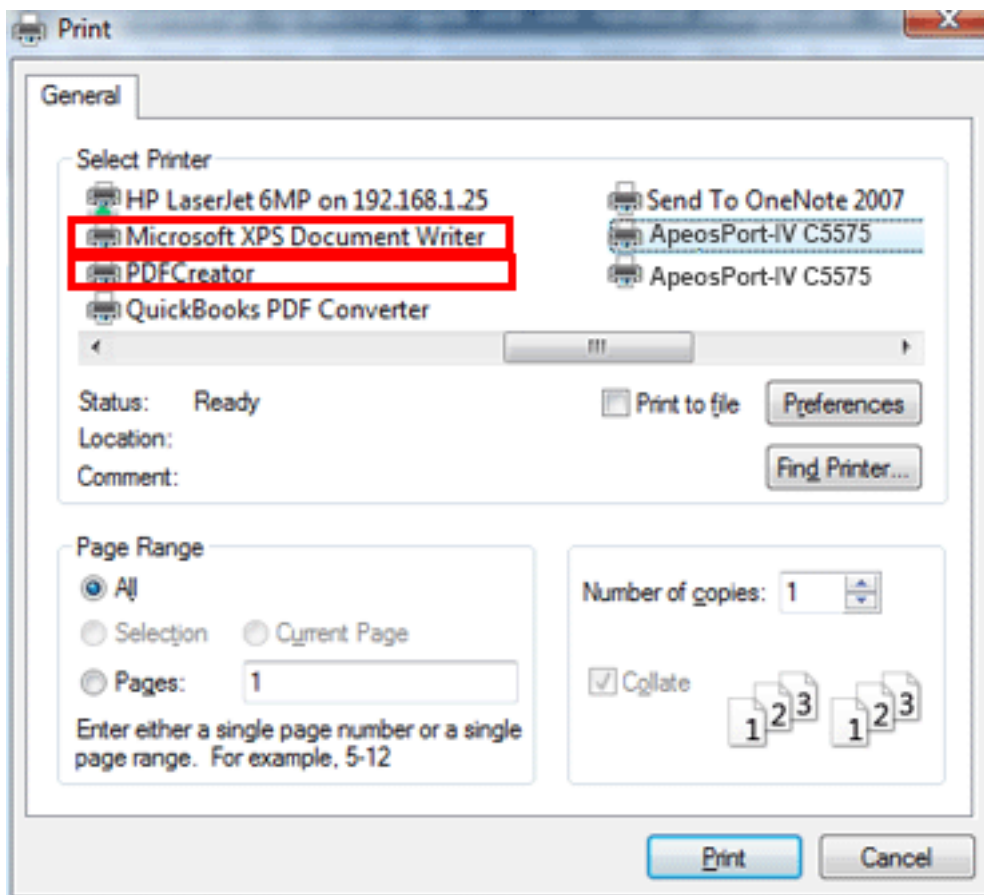 Print
General
Select Printer
HP LaserJet 6MP on 192.168.1.25
Send To OneNote 2007
Microsoft XPS Document Writer
ApeosPort-IV C5575
PDFCreator
ApeosPort-IV C5575
QuickBooks PDF Converter
Status: Ready
Print to file
Preferences
Location:
Comment:
Find Printer...
Page Range
All
Number of copies: 1
Selection
Current Page
Pages: 1
Collate
1 2 3 1 2 3
Enter either a single page number or a single
page range. For example, 5-12
Print
Cancel